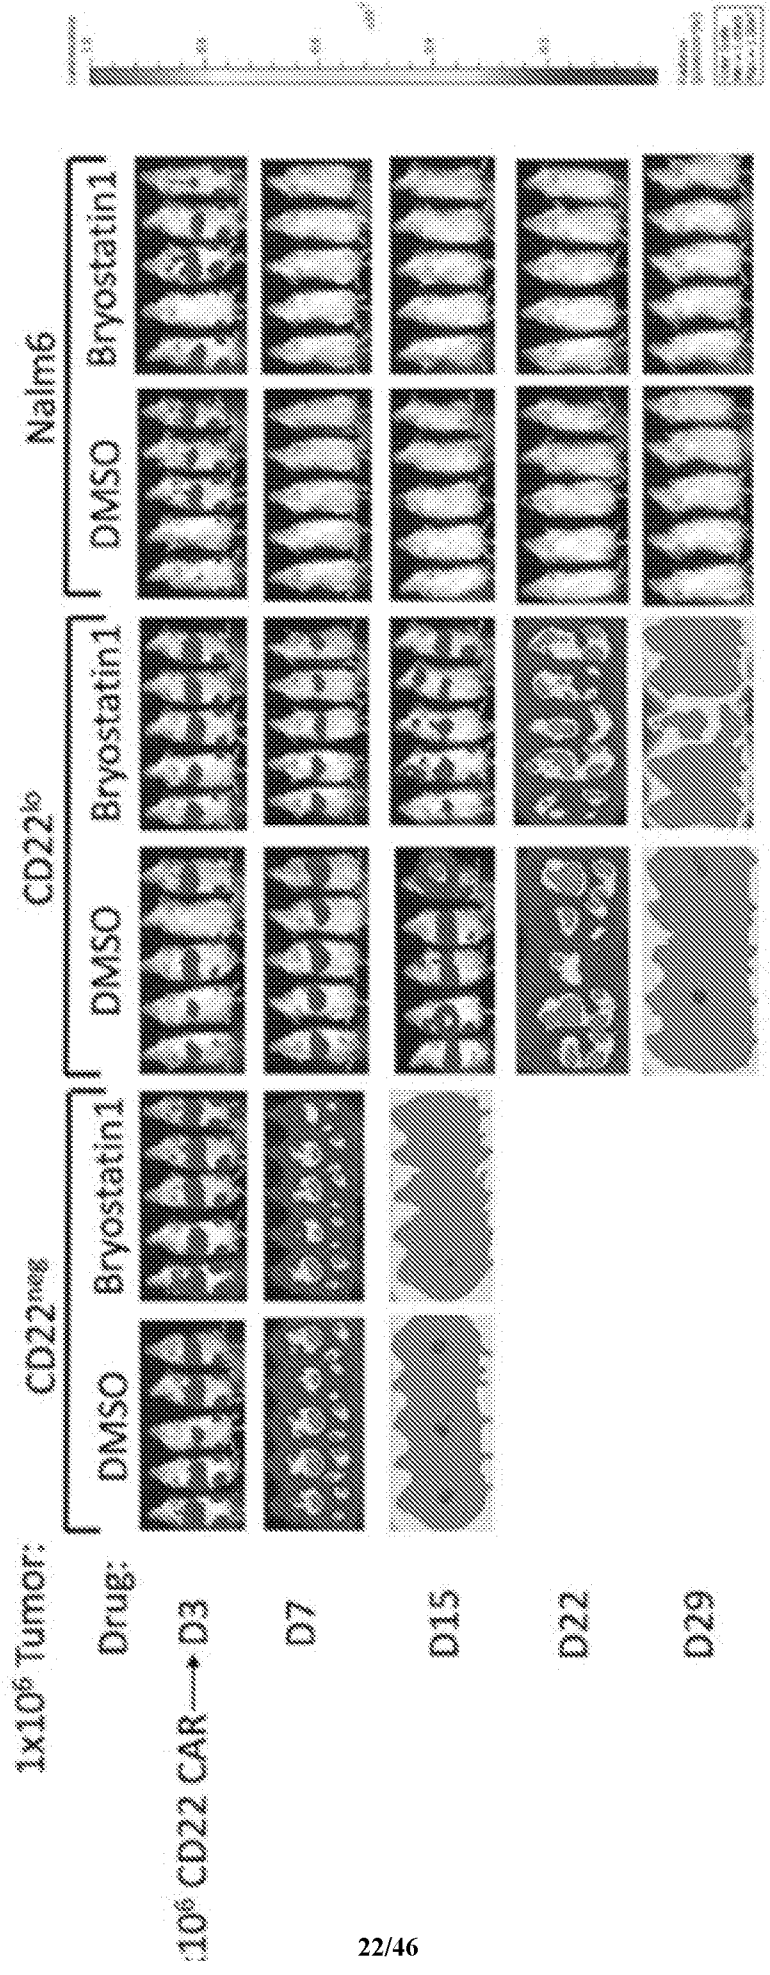 1x10⁶ Tumor:
CD22ⁿᵉᵍ
CD22ˡᵒ
Nalm6
Drug:
DMSO
Bryostatin1
DMSO
Bryostatin1
DMSO
Bryostatin1
x10⁶ CD22 CAR → D3
D7
D15
D22
D29
22/46